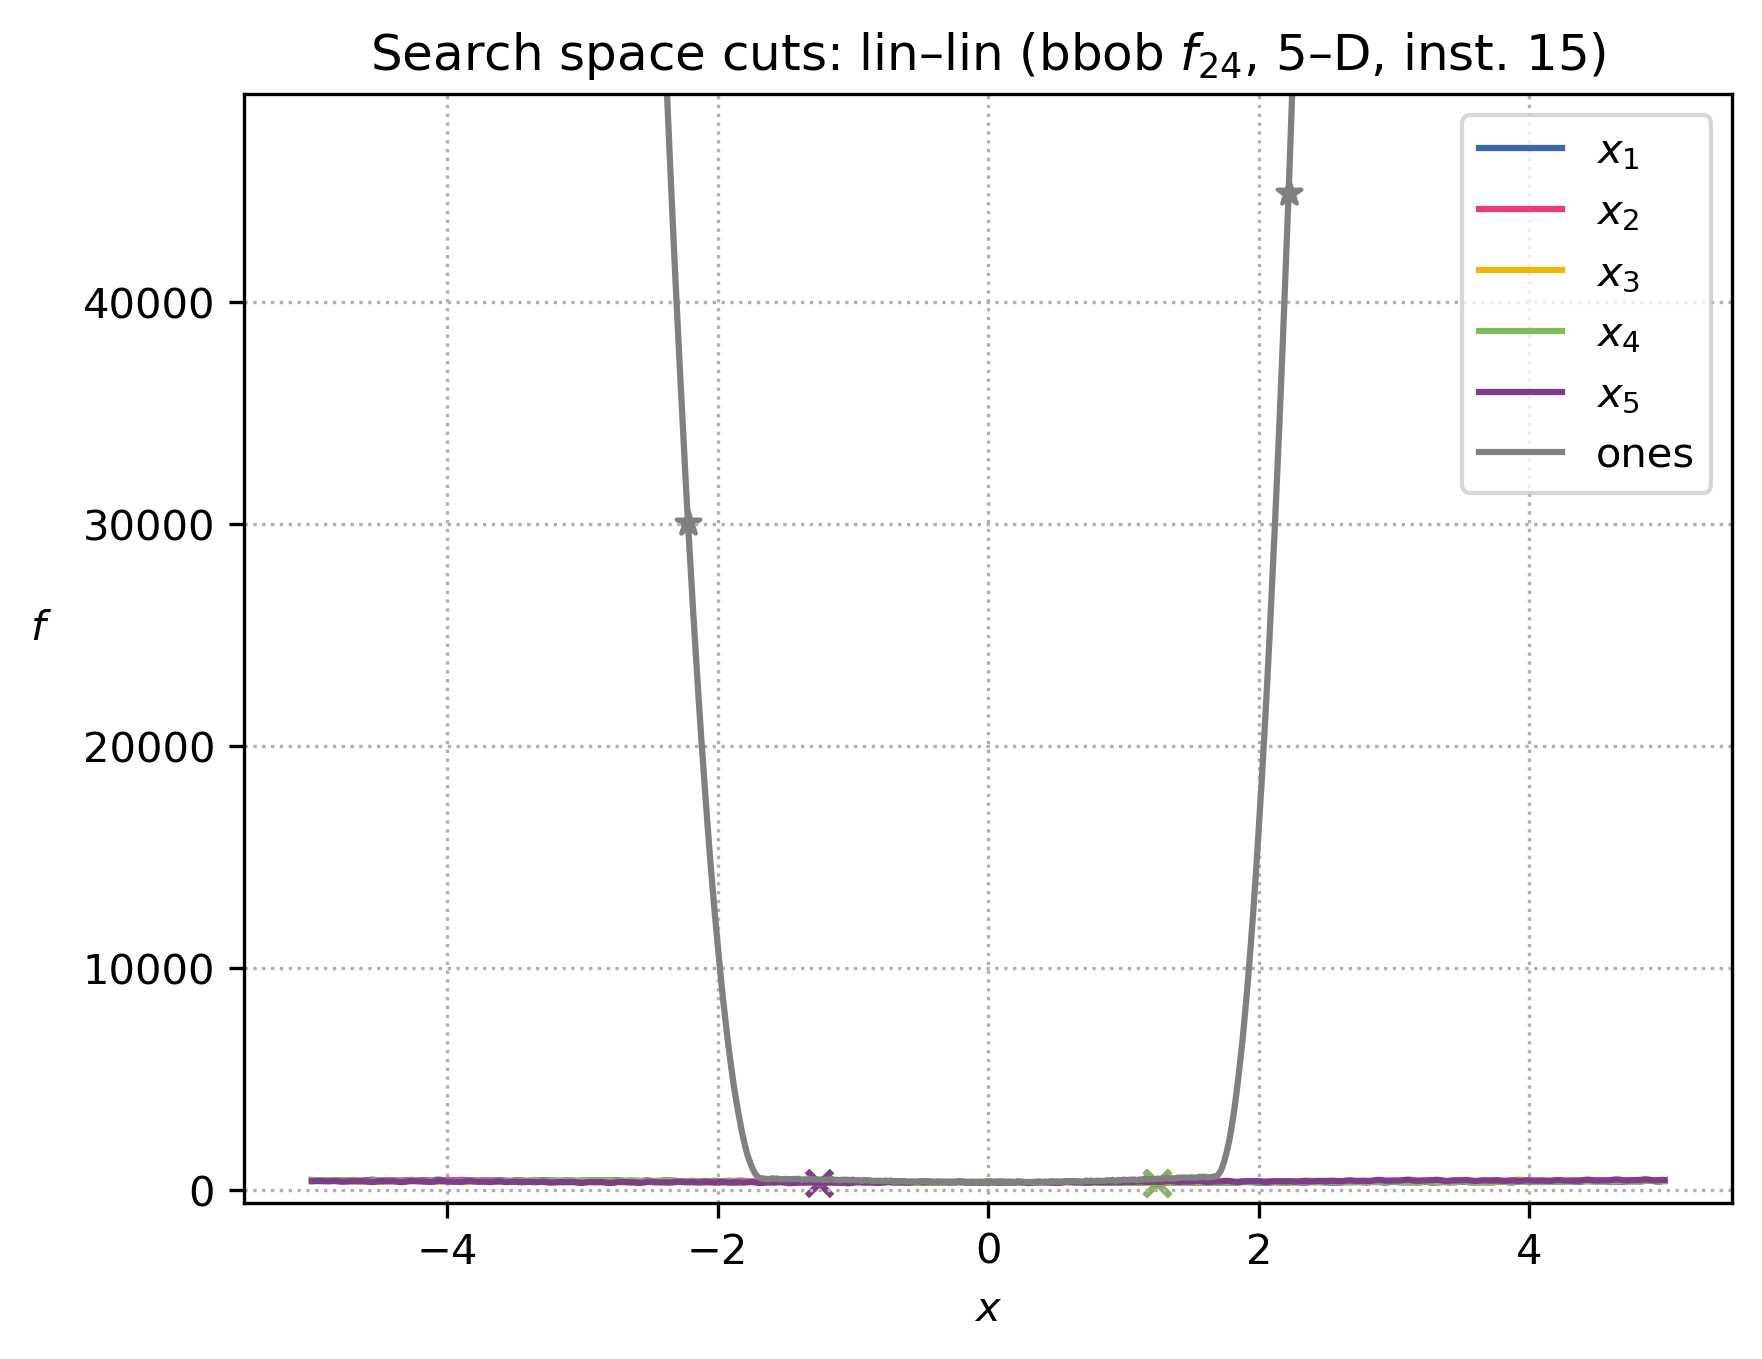 Search space cuts: lin–lin (bbob f₂₄, 5–D, inst. 15)
x₁
x₂
x₃
x₄
x₅
ones
40000
30000
20000
10000
0
f
−4 −2 0 2 4
x